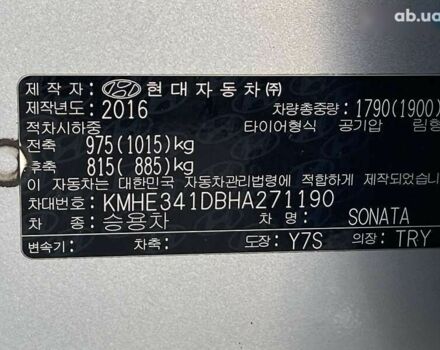 ab.ua
제 작 자 : HYUNDAI 現대자동차㈜
제작년도: 2016 차량총중량: 1790(1900)
적차시하중 타이어형식 공기압 림형
전축 975(1015)kg
후축 815( 885)kg
이 자동차는 대한민국 자동차관리법령에 적합하게 제작되
차대번호: KMHE341DBHA271190
차 종 : 승용차 차 명 : SONATA
변속기: 차축: 도장: Y7S 의장: TRY